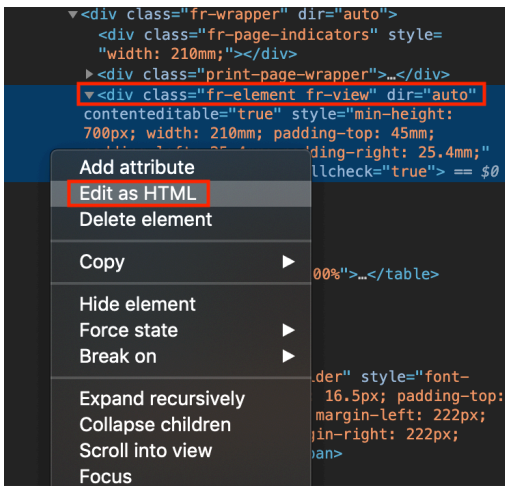 ▼<div class="fr-wrapper" dir="auto">
<div class="fr-page-indicators" style=
"width: 210mm;"></div>
▶<div class="print-page-wrapper">…</div>
▼<div class="fr-element fr-view" dir="auto"
contenteditable="true" style="min-height:
700px; width: 210mm; padding-top: 45mm;
padding-right: 25.4mm;"
Add attribute
llcheck="true"> == $0
Edit as HTML
Delete element
Copy ▶
00%">…</table>
Hide element
Force state ▶
Break on ▶
lder" style="font-
Expand recursively
16.5px; padding-top:
Collapse children
margin-left: 222px;
gin-right: 222px;
Scroll into view
pan>
Focus